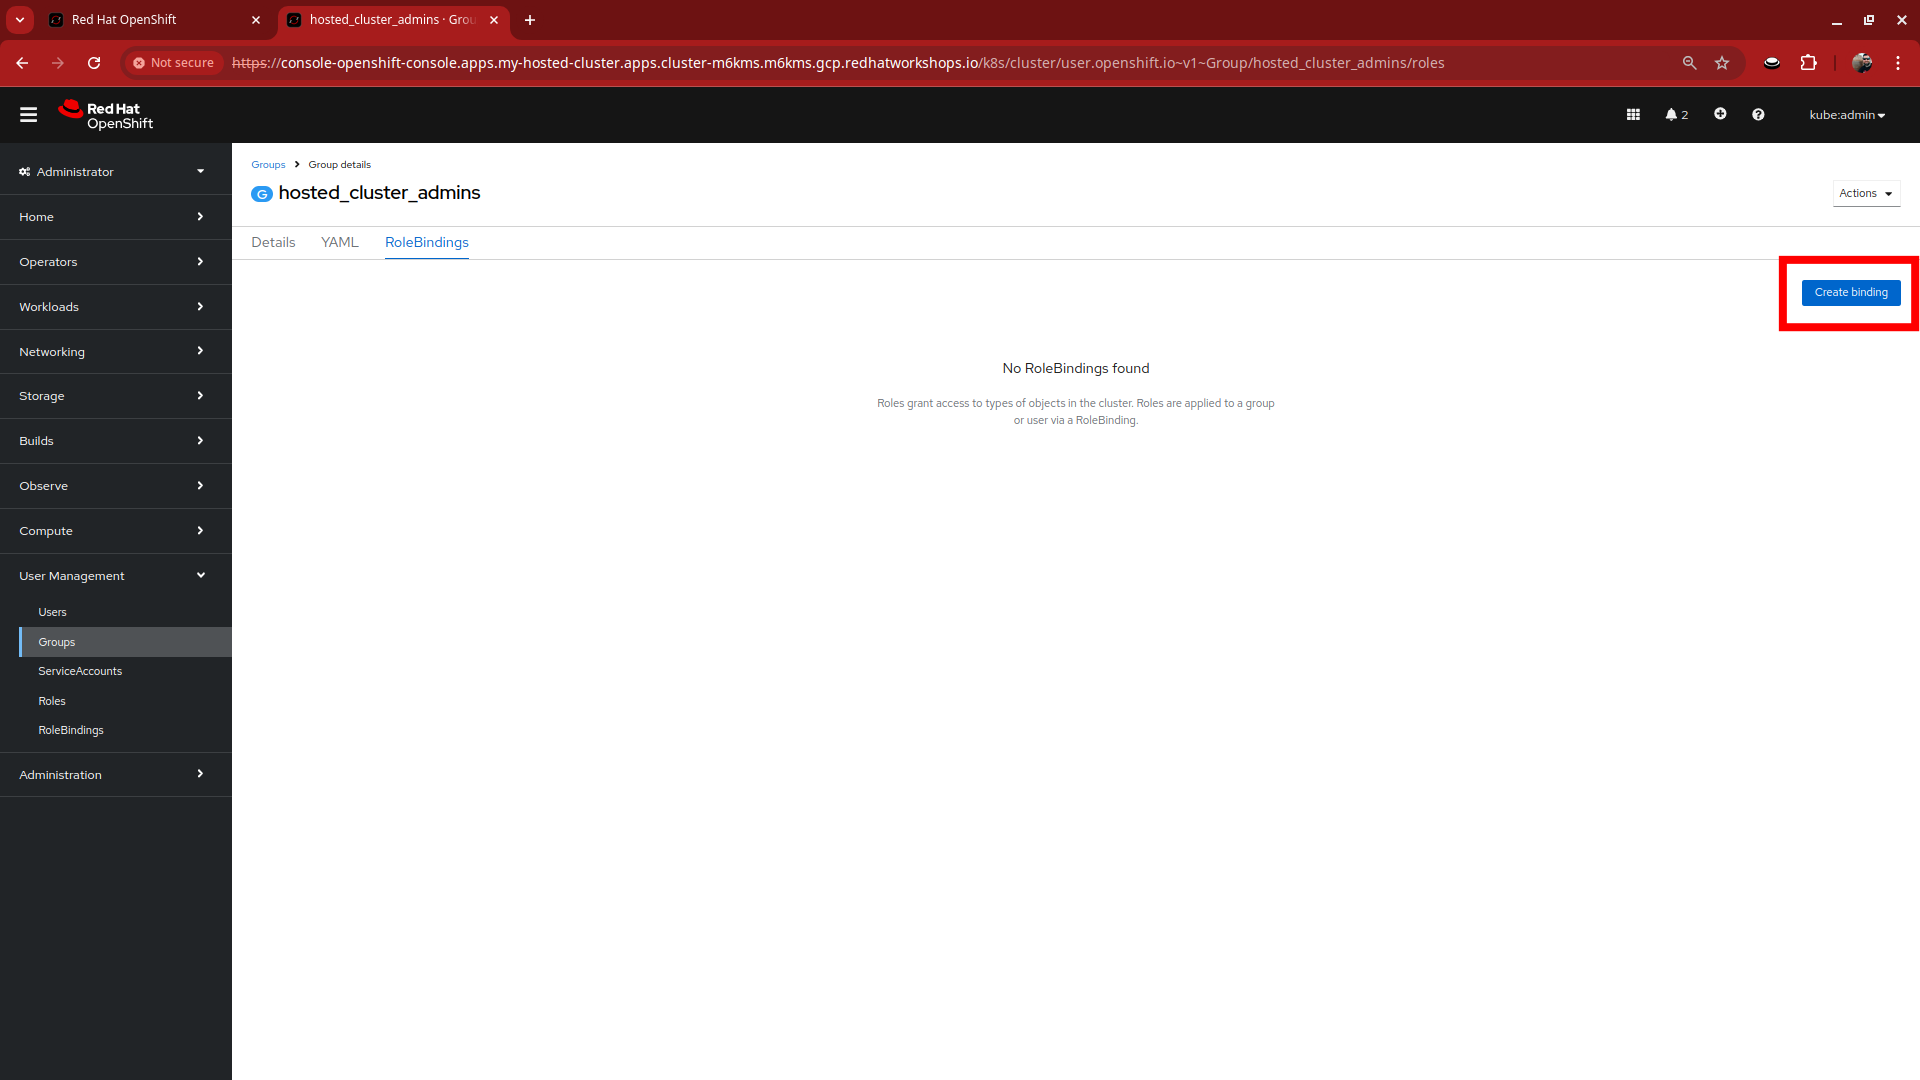 Red Hat OpenShift
hosted_cluster_admins · Grou
Not secure
https://console-openshift-console.apps.my-hosted-cluster.apps.cluster-m6kms.m6kms.gcp.redhatworkshops.io/k8s/cluster/user.openshift.io~v1~Group/hosted_cluster_admins/roles
Red Hat
OpenShift
2
kube:admin
Administrator
Home
Operators
Workloads
Networking
Storage
Builds
Observe
Compute
User Management
Users
Groups
ServiceAccounts
Roles
RoleBindings
Administration
Groups Group details
G hosted_cluster_admins
Actions
Details YAML RoleBindings
Create binding
No RoleBindings found
Roles grant access to types of objects in the cluster. Roles are applied to a group
or user via a RoleBinding.